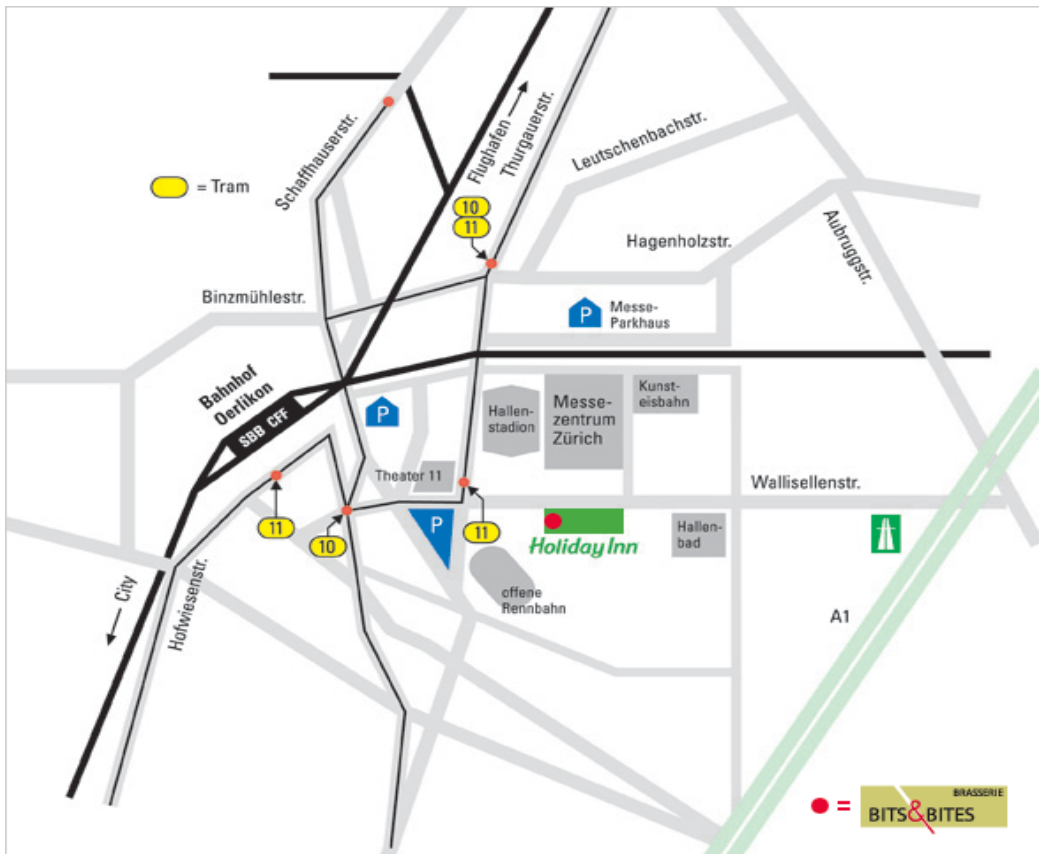 Schaffhauserstr.
Flughafen
Thurgauerstr.
Leutschenbachstr.
= Tram
10
11
Hagenholzstr.
Aubruggstr.
Binzmühlestr.
P
Messe-
Parkhaus
Bahnhof
Oerlikon
SBB CFF
P
Hallen-
stadion
Messe-
zentrum
Zürich
Kunst-
eisbahn
Theater 11
Wallisellenstr.
11
10
P
11
Holiday Inn
Hallen-
bad
offene
Rennbahn
City
Hofwiesenstr.
A1
=
BRASSERIE
BITS&BITES